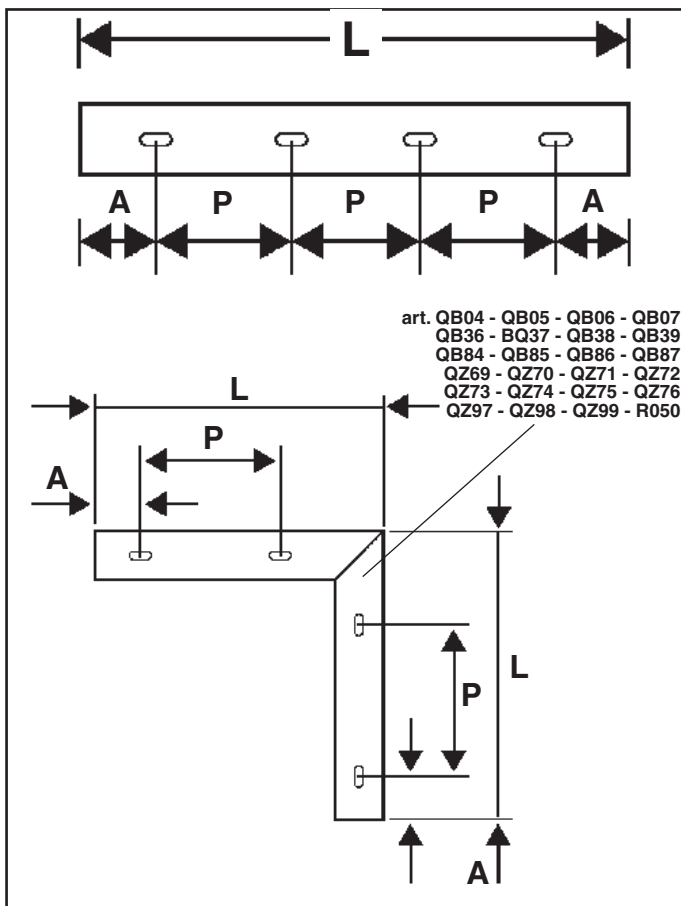 L
A P P P A
art. QB04 - QB05 - QB06 - QB07
QB36 - BQ37 - QB38 - QB39
QB84 - QB85 - QB86 - QB87
QZ69 - QZ70 - QZ71 - QZ72
QZ73 - QZ74 - QZ75 - QZ76
QZ97 - QZ98 - QZ99 - R050
L
P
A
L
P
A